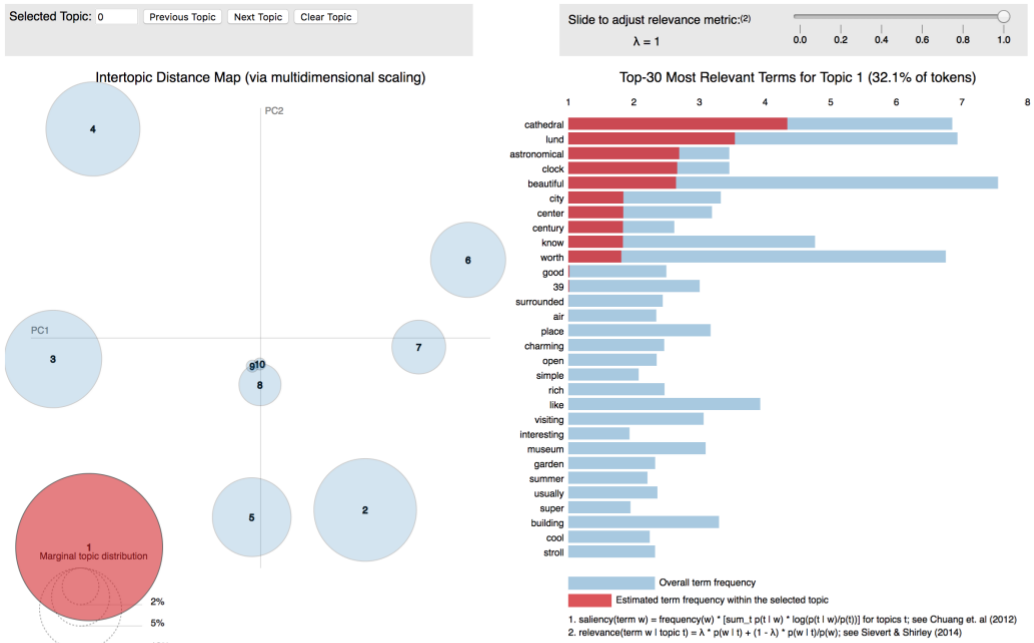 Selected Topic: 0 Previous Topic Next Topic Clear Topic
Slide to adjust relevance metric:(2)
λ = 1
0.0 0.2 0.4 0.6 0.8 1.0
Intertopic Distance Map (via multidimensional scaling)
PC2
PC1
4
6
3
7
9
10
8
5
2
1
Marginal topic distribution
2%
5%
Top-30 Most Relevant Terms for Topic 1 (32.1% of tokens)
1 2 3 4 5 6 7 8
cathedral
lund
astronomical
clock
beautiful
city
center
century
know
worth
good
39
surrounded
air
place
charming
open
simple
rich
like
visiting
interesting
museum
garden
summer
usually
super
building
cool
stroll
Overall term frequency
Estimated term frequency within the selected topic
1. saliency(term w) = frequency(w) * [sum_t p(t | w) * log(p(t | w)/p(t))] for topics t; see Chuang et. al (2012)
2. relevance(term w | topic t) = λ * p(w | t) + (1 - λ) * p(w | t)/p(w); see Sievert & Shirley (2014)